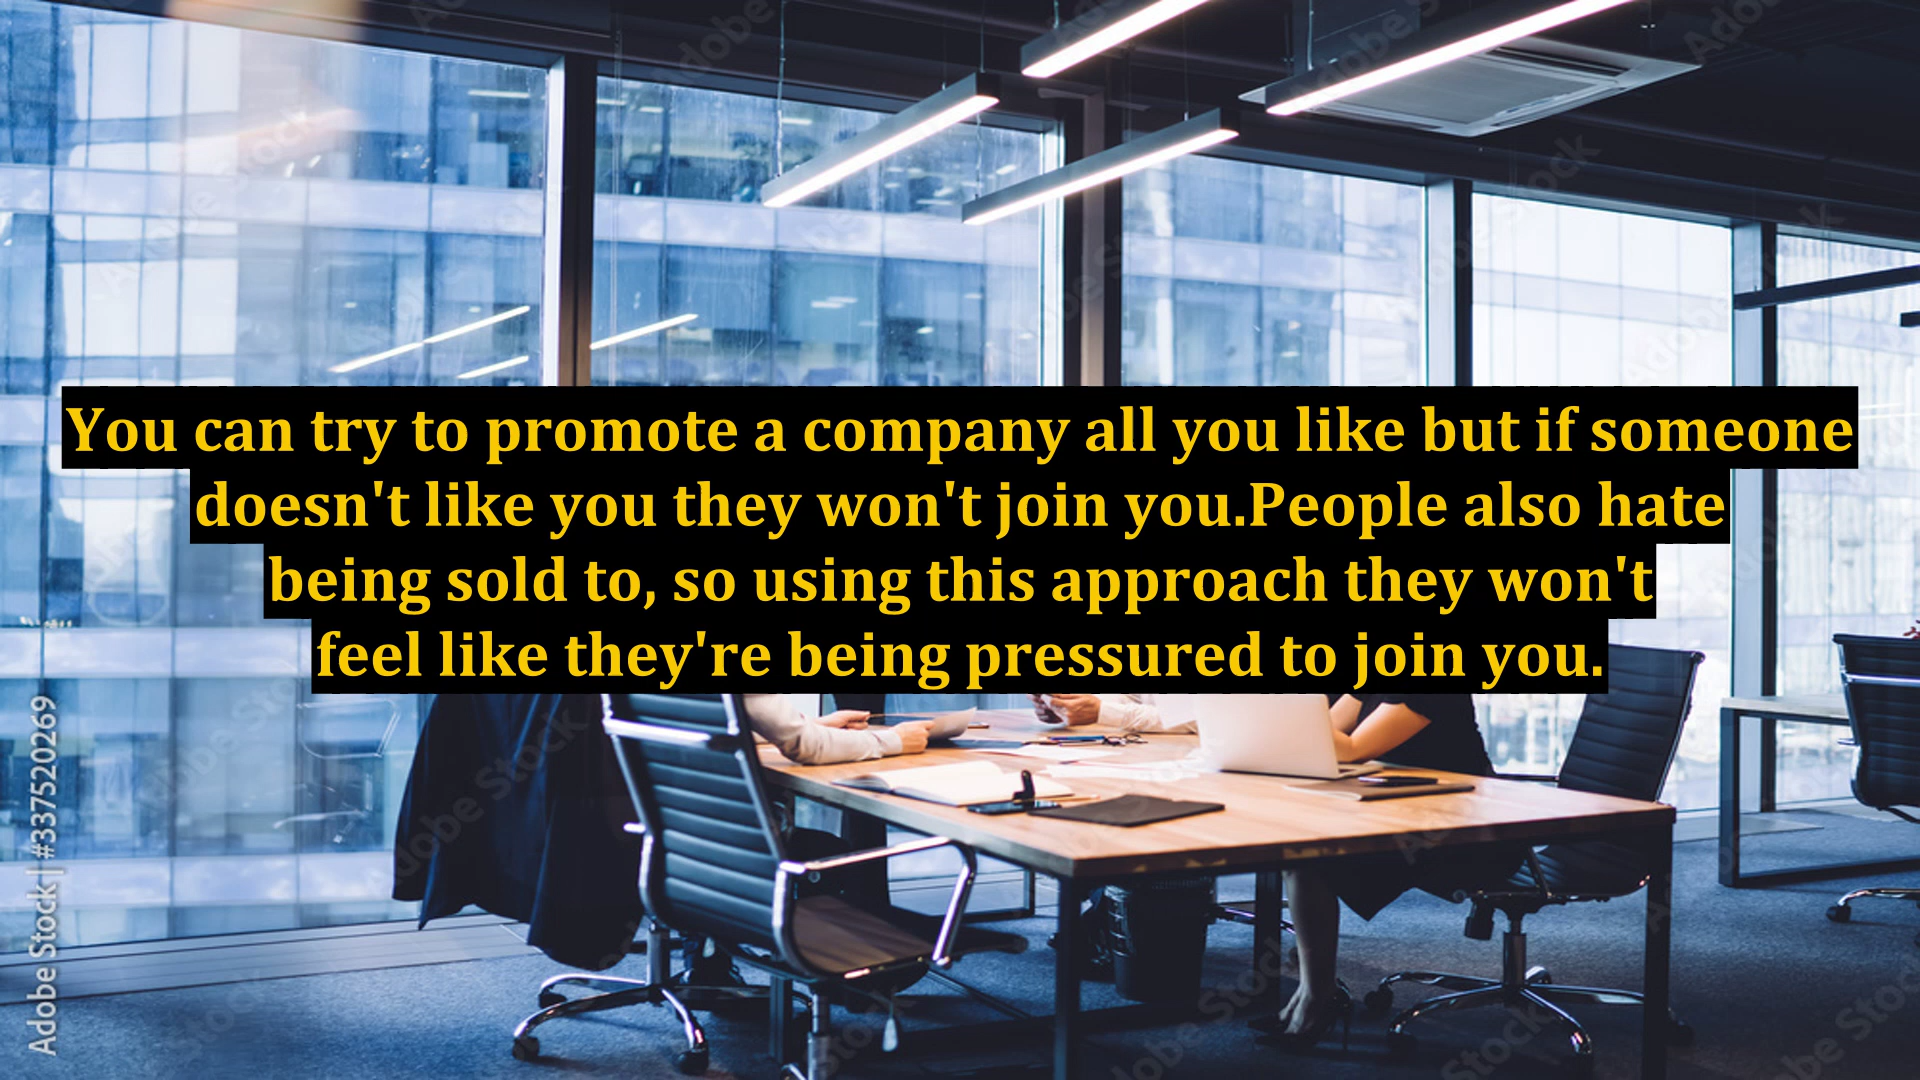 You can try to promote a company all you like but if someone
doesn't like you they won't join you.People also hate
being sold to, so using this approach they won't
feel like they're being pressured to join you.
Adobe Stock | #337520269